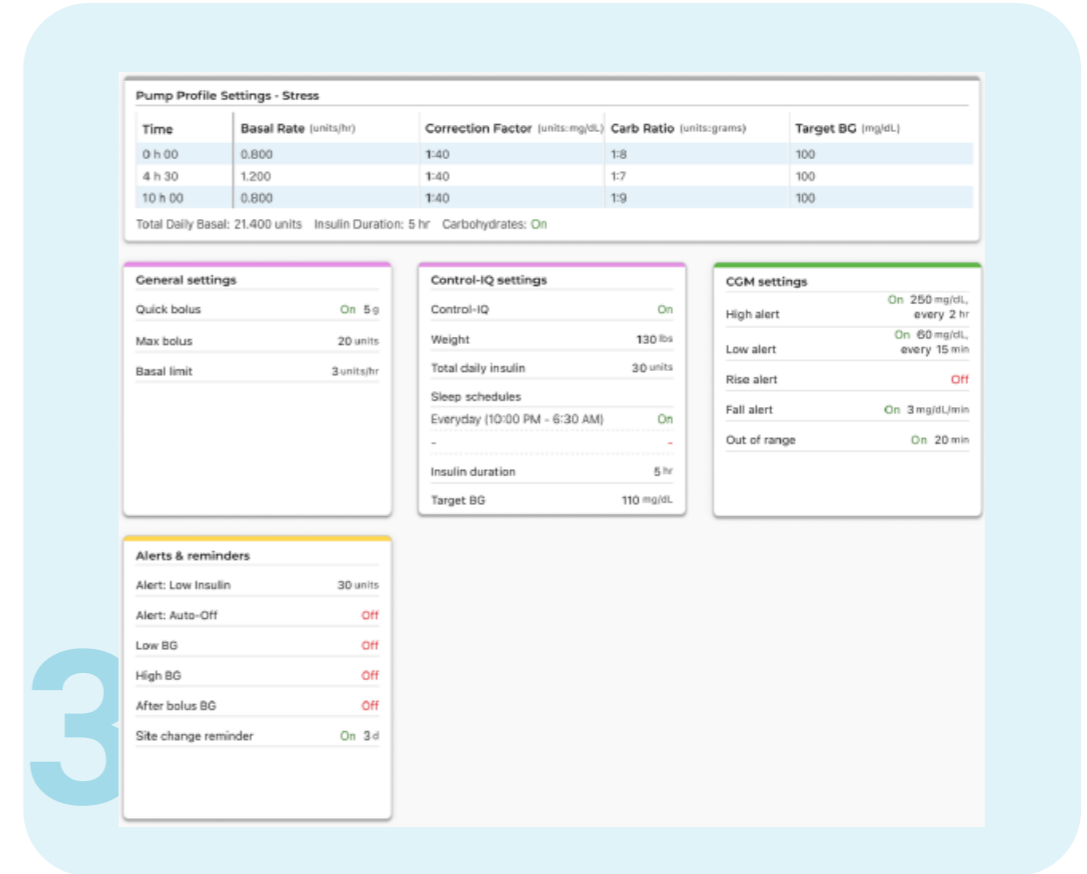 Pump Profile Settings - Stress
Time Basal Rate (units/hr) Correction Factor (units:mg/dL) Carb Ratio (units:grams) Target BG (mg/dL)
0 h 00 0.800 1:40 1:8 100
4 h 30 1.200 1:40 1:7 100
10 h 00 0.800 1:40 1:9 100
Total Daily Basal: 21.400 units Insulin Duration: 5 hr Carbohydrates: On
General settings
Quick bolus On 5 g
Max bolus 20 units
Basal limit 3 units/hr
Control-IQ settings
Control-IQ On
Weight 130 lbs
Total daily insulin 30 units
Sleep schedules
Everyday (10:00 PM - 6:30 AM) On
- -
Insulin duration 5 hr
Target BG 110 mg/dL
CGM settings
High alert On 250 mg/dL,
every 2 hr
Low alert On 60 mg/dL,
every 15 min
Rise alert Off
Fall alert On 3 mg/dL/min
Out of range On 20 min
Alerts & reminders
Alert: Low Insulin 30 units
Alert: Auto-Off Off
Low BG Off
High BG Off
After bolus BG Off
Site change reminder On 3 d
3